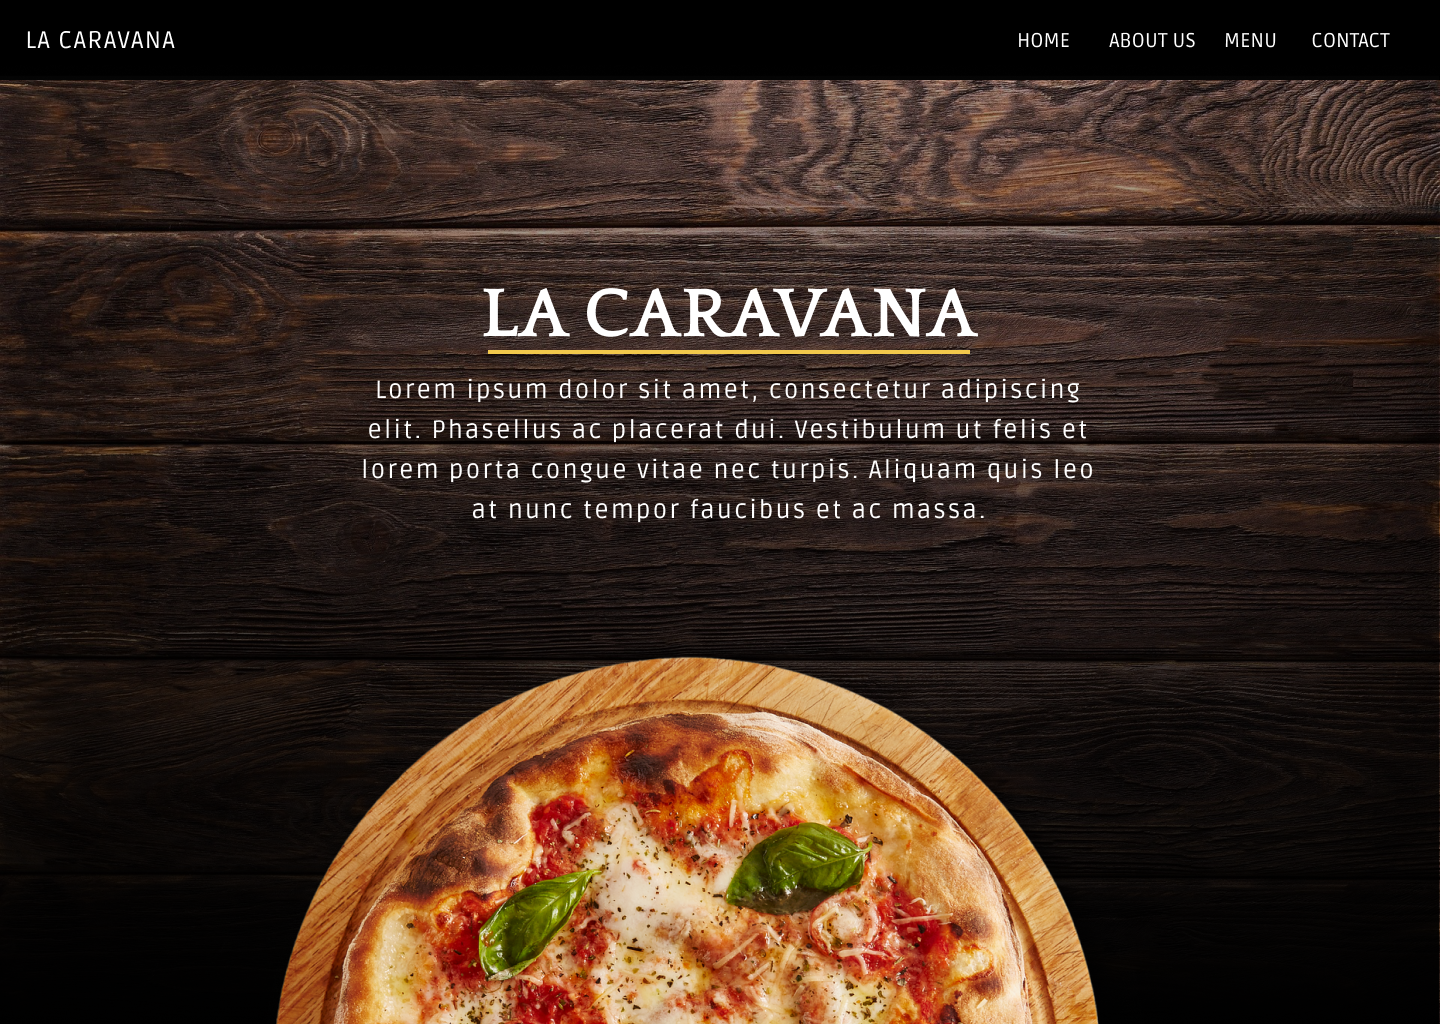 LA CARAVANA
HOME ABOUT US MENU CONTACT
LA CARAVANA
Lorem ipsum dolor sit amet, consectetur adipiscing
elit. Phasellus ac placerat dui. Vestibulum ut felis et
lorem porta congue vitae nec turpis. Aliquam quis leo
at nunc tempor faucibus et ac massa.